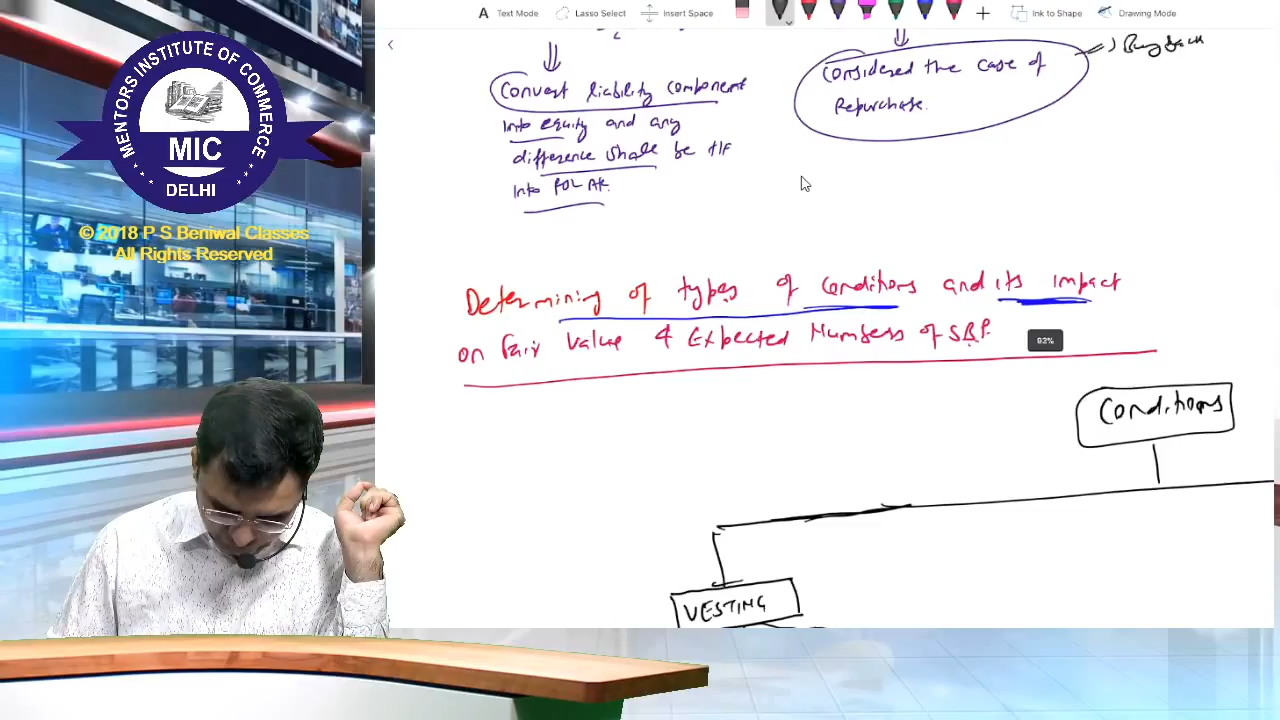 Text Mode
Lasso Select
Insert Space
Ink to Shape
Drawing Mode
MENTORS INSTITUTE OF COMMERCE
MIC
DELHI
© 2018 P S Beniwal Classes
All Rights Reserved
Convert liability component
into equity and any
difference shall be T/F
into
Considered the case of
Repurchase.
Determining of types of conditions and its impact
on Fair Value & Expected Numbers of SBP.
92%
Conditions
VESTING